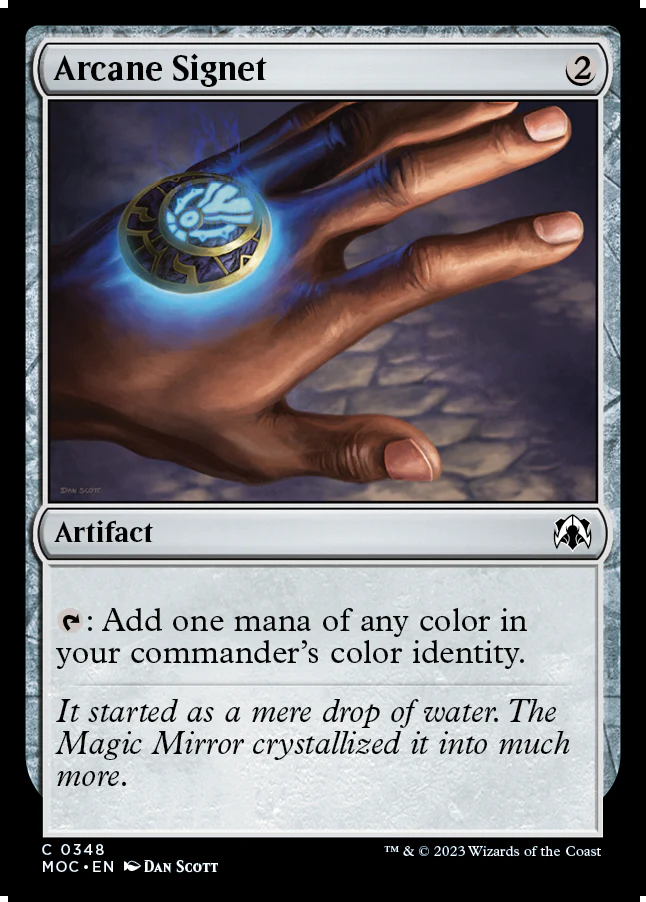 Arcane Signet 2
DAN SCOTT
Artifact
: Add one mana of any color in
your commander’s color identity.
It started as a mere drop of water. The
Magic Mirror crystallized it into much
more.
C 0348
MOC • EN DAN SCOTT
™ & © 2023 Wizards of the Coast